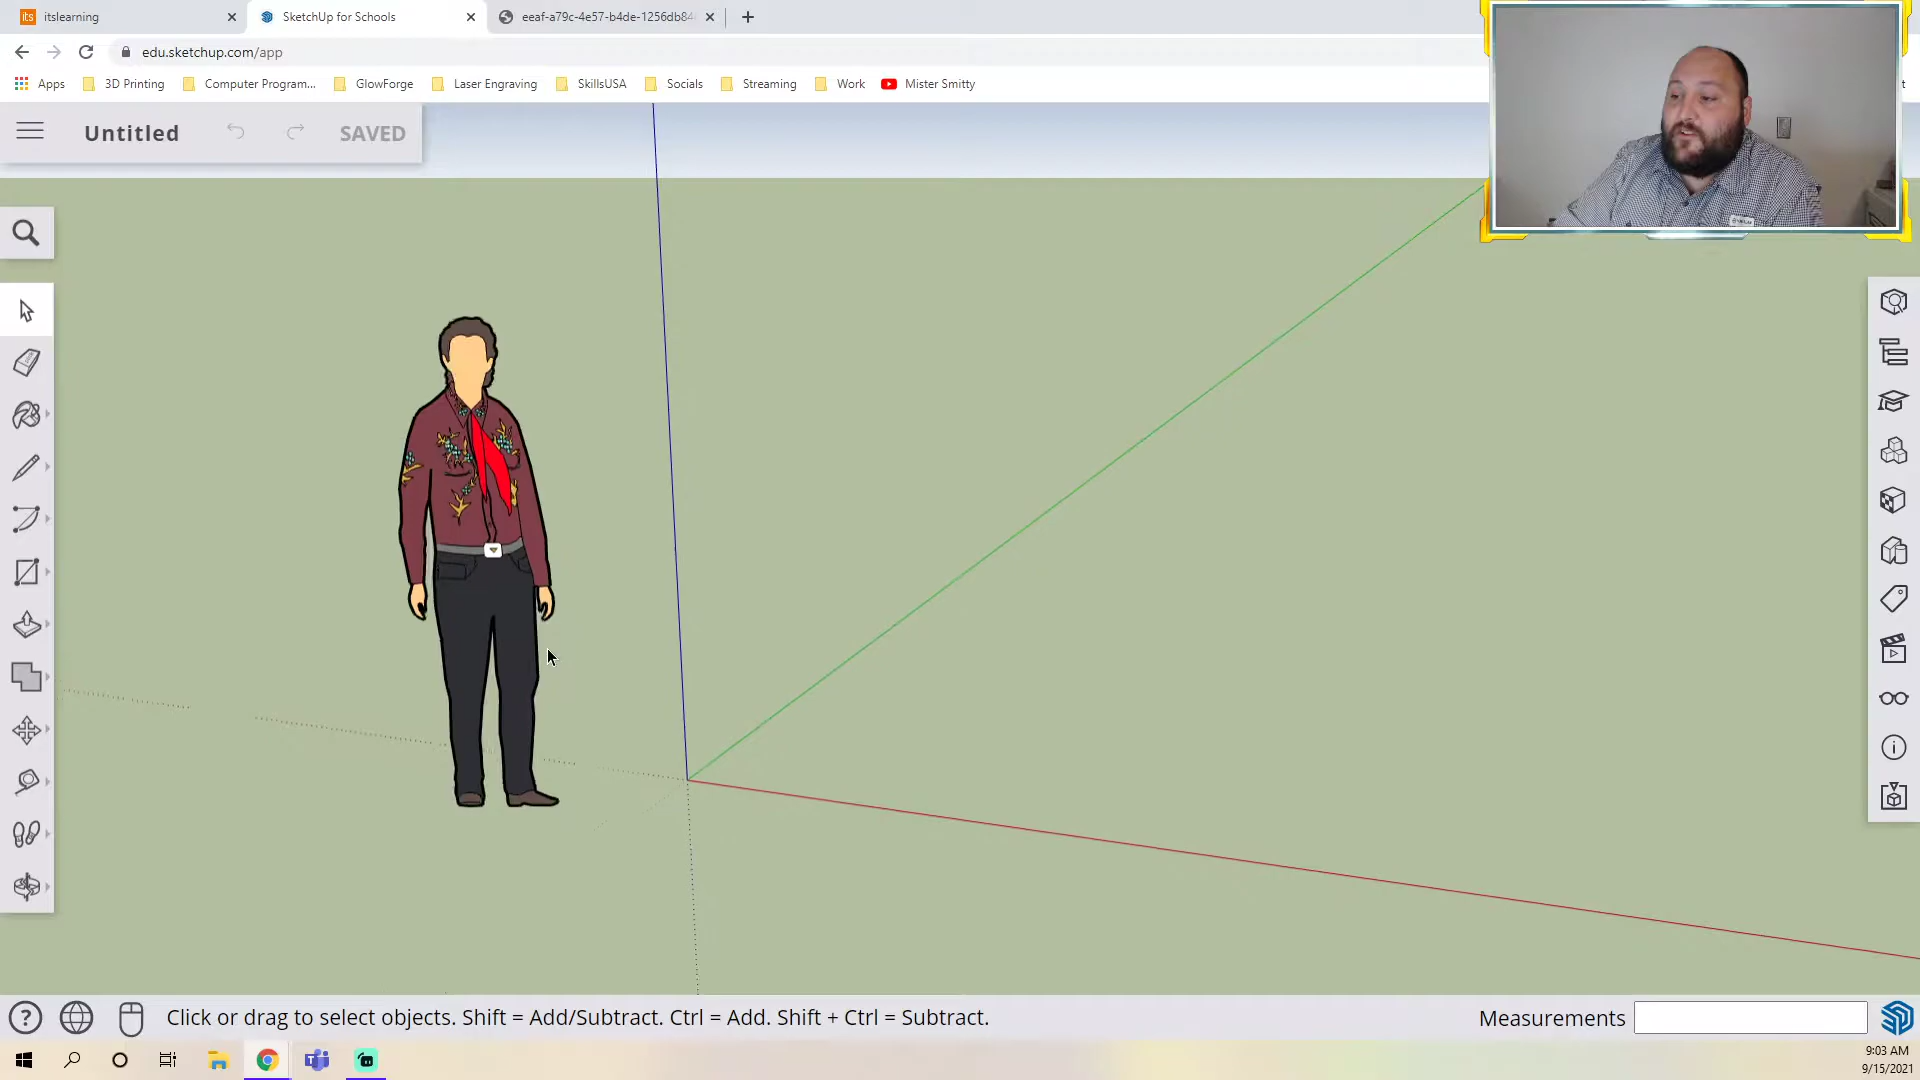 its itslearning
SketchUp for Schools
eeaf-a79c-4e57-b4de-1256db84
edu.sketchup.com/app
Apps
3D Printing
Computer Program...
GlowForge
Laser Engraving
SkillsUSA
Socials
Streaming
Work
Mister Smitty
Untitled
SAVED
Click or drag to select objects. Shift = Add/Subtract. Ctrl = Add. Shift + Ctrl = Subtract.
Measurements
9:03 AM
9/15/2021